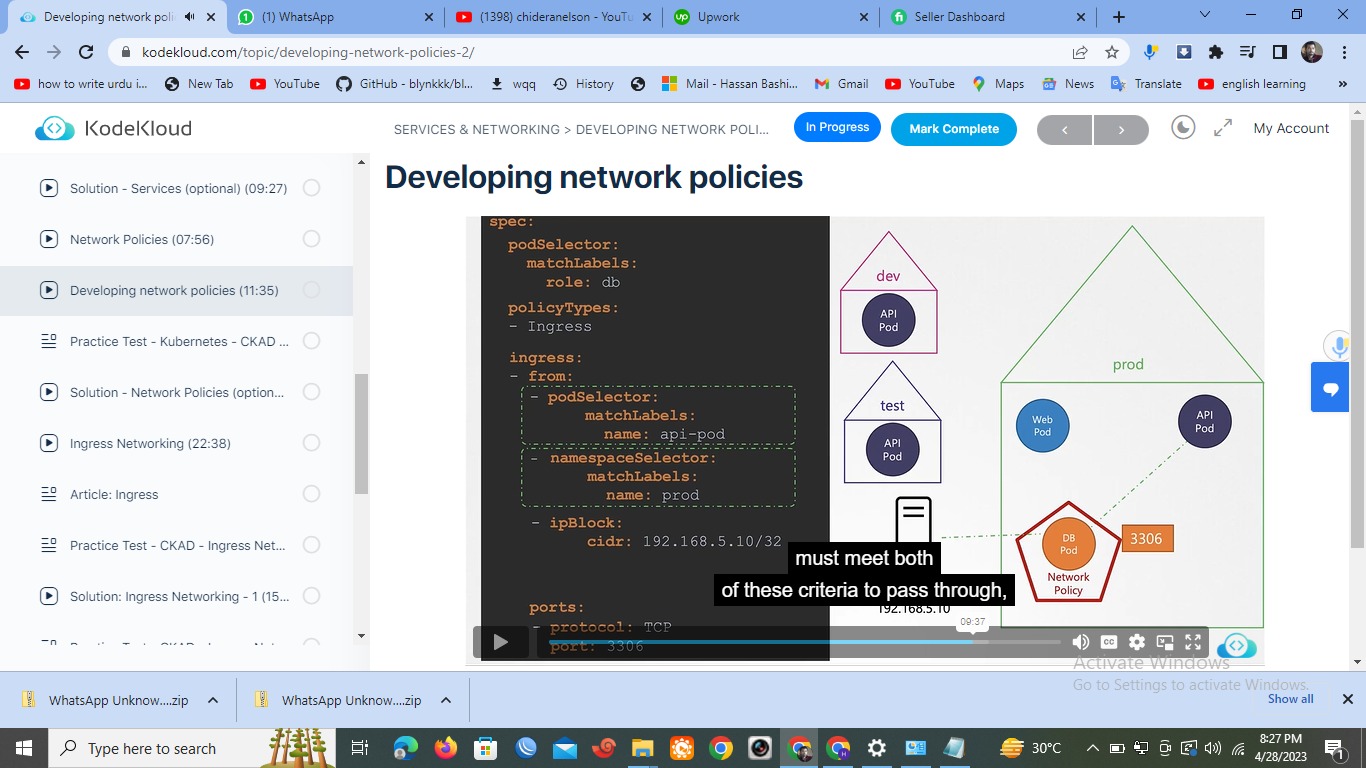 Developing network poli
(1) WhatsApp
(1398) chideranelson - YouTu
Upwork
Seller Dashboard
kodekloud.com/topic/developing-network-policies-2/
how to write urdu i...
New Tab
YouTube
GitHub - blynkkk/bl...
wqq
History
Mail - Hassan Bashi...
Gmail
YouTube
Maps
News
Translate
english learning
»
KodeKloud
SERVICES & NETWORKING > DEVELOPING NETWORK POLI...
In Progress
Mark Complete
My Account
Solution - Services (optional) (09:27)
Network Policies (07:56)
Developing network policies (11:35)
Practice Test - Kubernetes - CKAD ...
Solution - Network Policies (option...
Ingress Networking (22:38)
Article: Ingress
Practice Test - CKAD - Ingress Net...
Solution: Ingress Networking - 1 (15...
Developing network policies
spec:
podSelector:
matchLabels:
role: db
policyTypes:
- Ingress
ingress:
- from:
- podSelector:
matchLabels:
name: api-pod
- namespaceSelector:
matchLabels:
name: prod
- ipBlock:
cidr: 192.168.5.10/32
ports:
- protocol: TCP
port: 3306
dev
API
Pod
test
API
Pod
prod
Web
Pod
API
Pod
DB
Pod
Network
Policy
3306
must meet both
of these criteria to pass through,
192.168.5.10
09:37
CC
Activate Windows
Go to Settings to activate Windows.
WhatsApp Unknow....zip
WhatsApp Unknow....zip
Show all
Type here to search
30°C
8:27 PM
4/28/2023
1